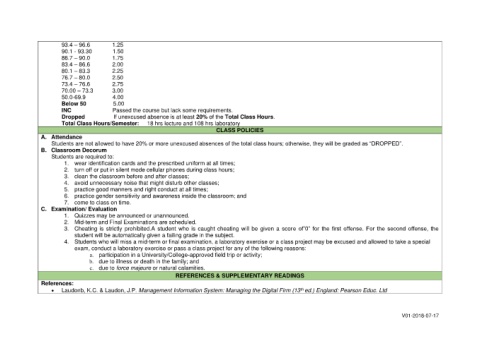 93.4 – 96.6 1.25
90.1 - 93.30 1.50
86.7 – 90.0 1.75
83.4 – 86.6 2.00
80.1 – 83.3 2.25
76.7 – 80.0 2.50
73.4 – 76.6 2.75
70.00 – 73.3 3.00
50.0-69.9 4.00
Below 50 5.00
INC Passed the course but lack some requirements.
Dropped If unexcused absence is at least 20% of the Total Class Hours.
Total Class Hours/Semester: 18 hrs lecture and 108 hrs laboratory
CLASS POLICIES
A. Attendance
Students are not allowed to have 20% or more unexcused absences of the total class hours; otherwise, they will be graded as "DROPPED".
B. Classroom Decorum
Students are required to:
1. wear identification cards and the prescribed uniform at all times;
2. turn off or put in silent mode cellular phones during class hours;
3. clean the classroom before and after classes;
4. avoid unnecessary noise that might disturb other classes;
5. practice good manners and right conduct at all times;
6. practice gender sensitivity and awareness inside the classroom; and
7. come to class on time.
C. Examination/ Evaluation
1. Quizzes may be announced or unannounced.
2. Mid-term and Final Examinations are scheduled.
3. Cheating is strictly prohibited.A student who is caught cheating will be given a score of"0" for the first offense. For the second offense, the
student will be automatically given a failing grade in the subject.
4. Students who will miss a mid-term or final examination, a laboratory exercise or a class project may be excused and allowed to take a special
exam, conduct a laboratory exercise or pass a class project for any of the following reasons:
a. participation in a University/College-approved field trip or activity;
b. due to illness or death in the family; and
c. due to force majeure or natural calamities.
REFERENCES & SUPPLEMENTARY READINGS
References:
• Laudonb, K.C. & Laudon, J.P. Management Information System: Managing the Digital Firm (13th ed.) England: Pearson Educ. Ltd
V01-2018-07-17